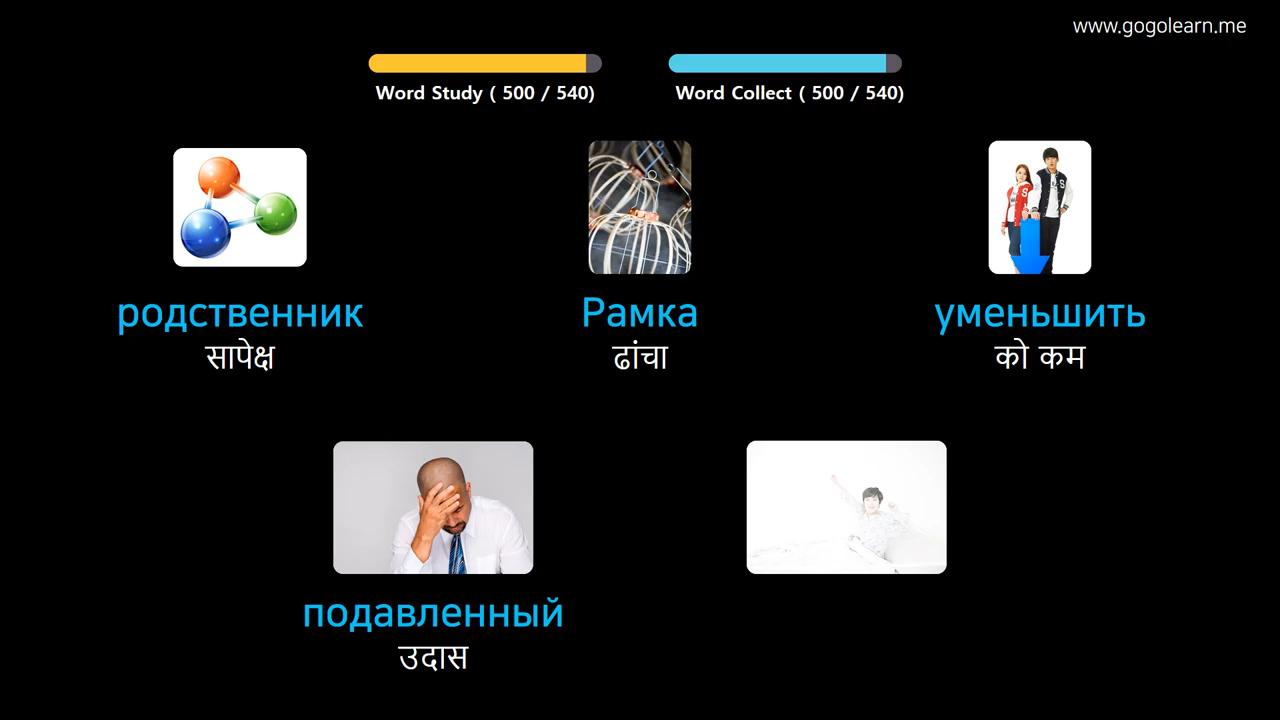 www.gogolearn.me
Word Study ( 500 / 540)
Word Collect ( 500 / 540)
родственник
सापेक्ष
Рамка
ढांचा
уменьшить
को कम
подавленный
उदास